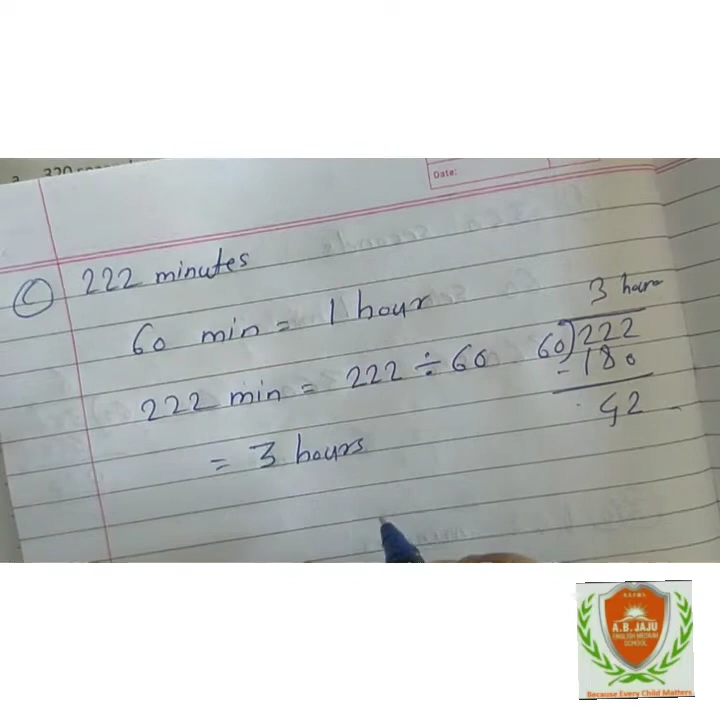 Date:
C 222 minutes
60 min = 1 hour
222 min = 222 ÷ 60
= 3 hours
3 hour
60)222
- 180
42
A.B. JAJU
ENGLISH MEDIUM
SCHOOL
Because Every Child Matters